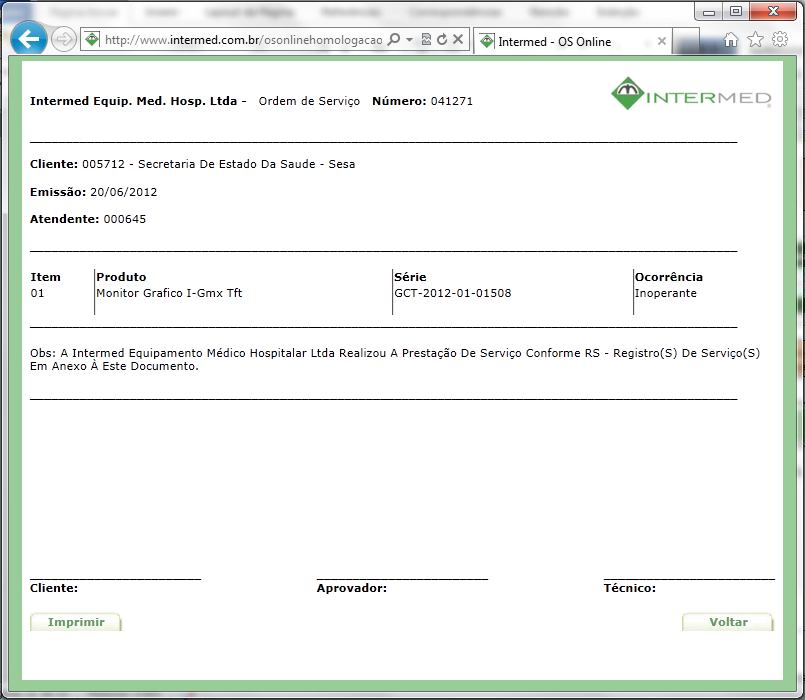 http://www.intermed.com.br/osonlinehomologacao
Intermed - OS Online
Intermed Equip. Med. Hosp. Ltda - Ordem de Serviço Número: 041271
INTERMED
Cliente: 005712 - Secretaria De Estado Da Saude - Sesa
Emissão: 20/06/2012
Atendente: 000645
Item Produto Série Ocorrência
01 Monitor Grafico I-Gmx Tft GCT-2012-01-01508 Inoperante
Obs: A Intermed Equipamento Médico Hospitalar Ltda Realizou A Prestação De Serviço Conforme RS - Registro(S) De Serviço(S)
Em Anexo À Este Documento.
Cliente: Aprovador: Técnico:
Imprimir Voltar